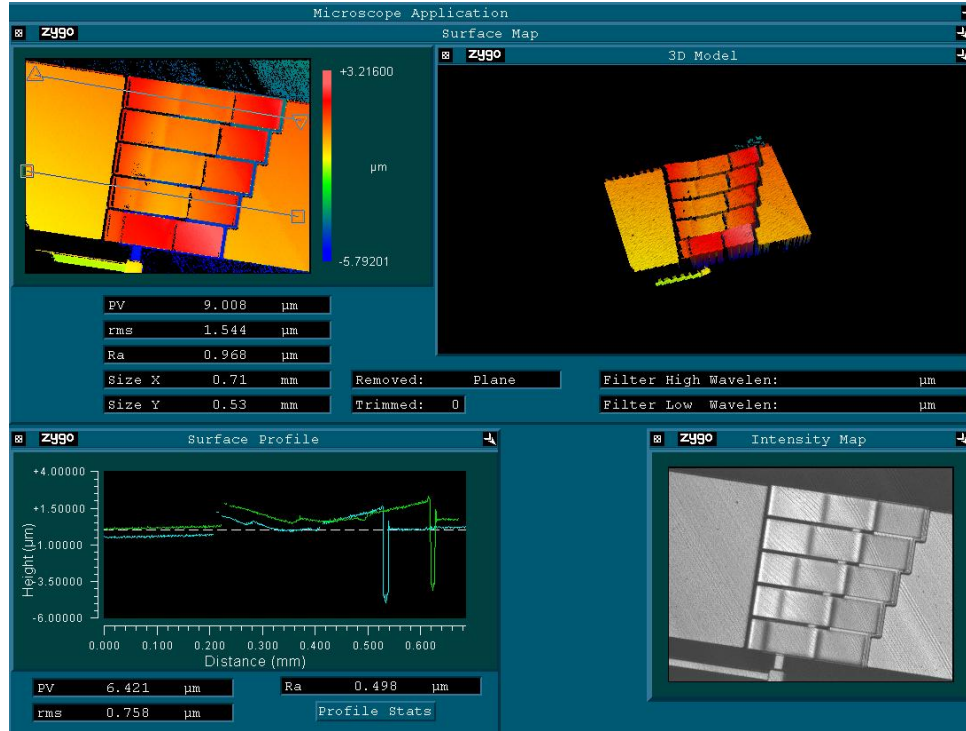 Microscope Application
zygo Surface Map
+3.21600
µm
-5.79201
PV 9.008 µm
rms 1.544 µm
Ra 0.968 µm
Size X 0.71 mm
Size Y 0.53 mm
zygo 3D Model
Removed: Plane
Trimmed: 0
Filter High Wavelen: µm
Filter Low Wavelen: µm
zygo Surface Profile
Height (µm)
+4.00000
+1.50000
-1.00000
-3.50000
-6.00000
0.000 0.100 0.200 0.300 0.400 0.500 0.600
Distance (mm)
PV 6.421 µm
rms 0.758 µm
Ra 0.498 µm
Profile Stats
zygo Intensity Map